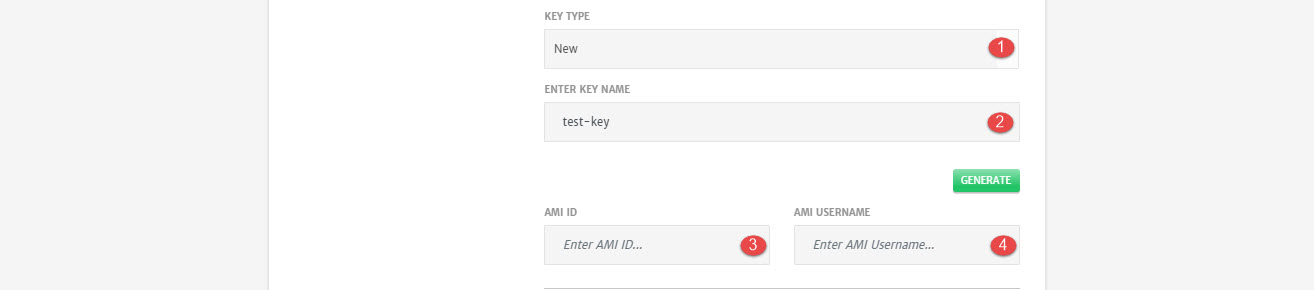 KEY TYPE
New 1
ENTER KEY NAME
test-key 2
GENERATE
AMI ID AMI USERNAME
Enter AMI ID... 3 Enter AMI Username... 4